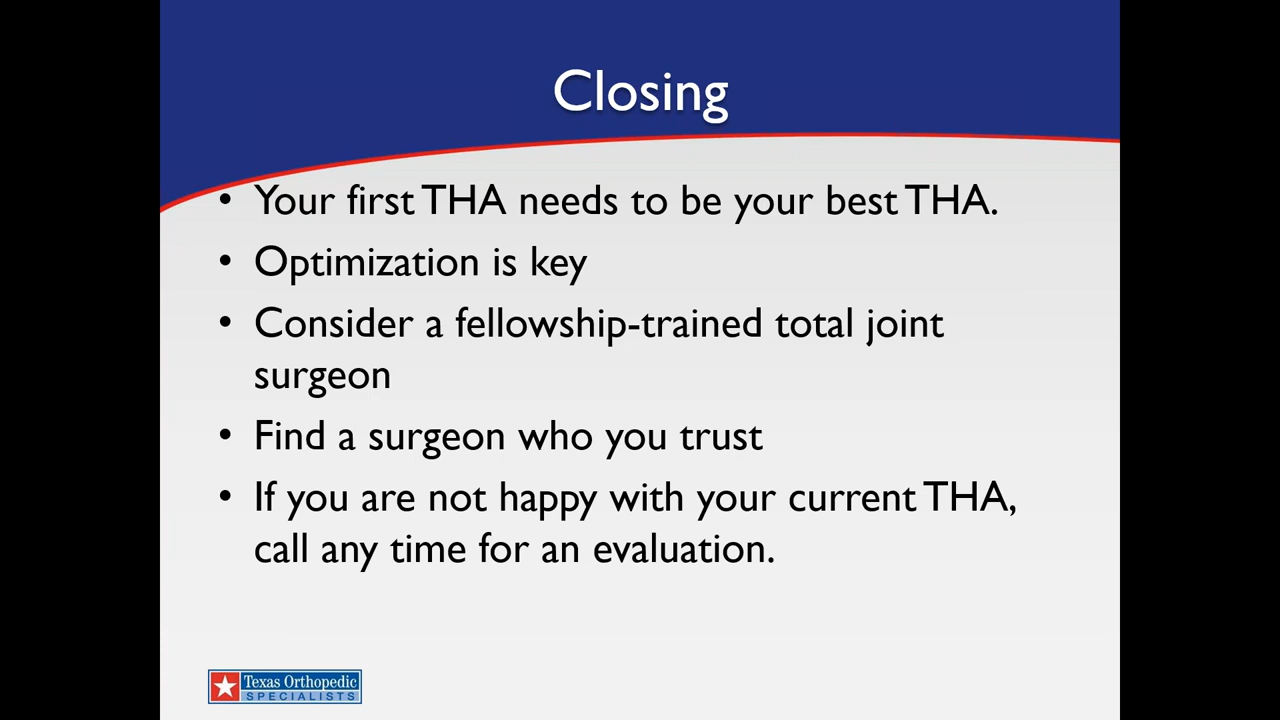 Closing
• Your first THA needs to be your best THA.
• Optimization is key
• Consider a fellowship-trained total joint
surgeon
• Find a surgeon who you trust
• If you are not happy with your current THA,
call any time for an evaluation.
Texas Orthopedic
SPECIALISTS